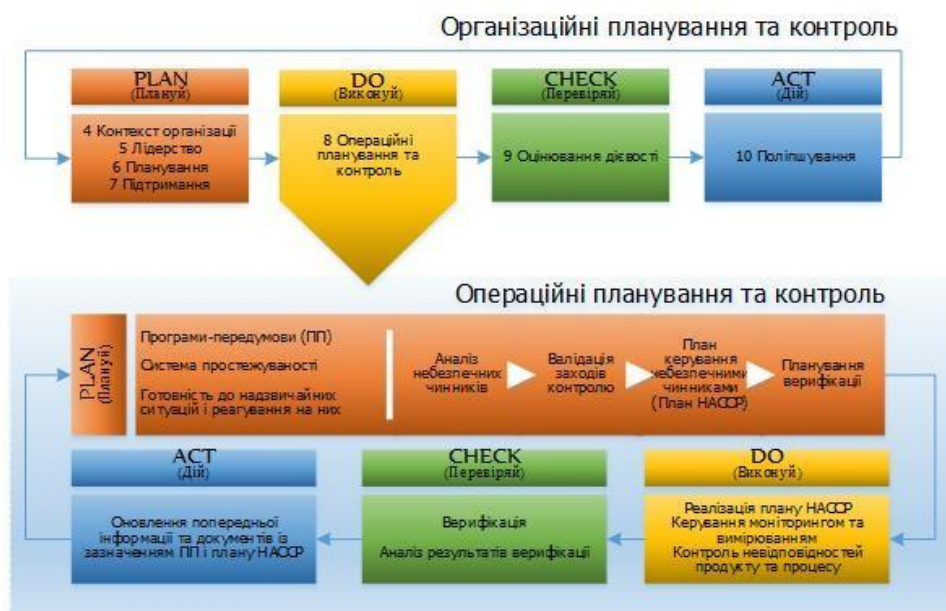 Організаційні планування та контроль
PLAN
(Плануй)
DO
(Виконуй)
CHECK
(Перевіряй)
ACT
(Дій)
4 Контекст організації
5 Лідерство
6 Планування
7 Підтримання
8 Операційні
планування та
контроль
9 Оцінювання дієвості
10 Поліпшування
Операційні планування та контроль
PLAN
(Плануй)
Програми-передумови (ПП)
Система простежуваності
Готовність до надзвичайних
ситуацій і реагування на них
Аналіз
небезпечних
чинників
Валідація
заходів
контролю
План
керування
небезпечними
чинниками
(План НАССР)
Планування
верифікації
ACT
(Дій)
CHECK
(Перевіряй)
DO
(Виконуй)
Оновлення попередньої
інформації та документів із
зазначенням ПП і плану НАССР
Верифікація
Аналіз результатів верифікації
Реалізація плану НАССР
Керування моніторингом та
вимірюванням
Контроль невідповідностей
продукту та процесу